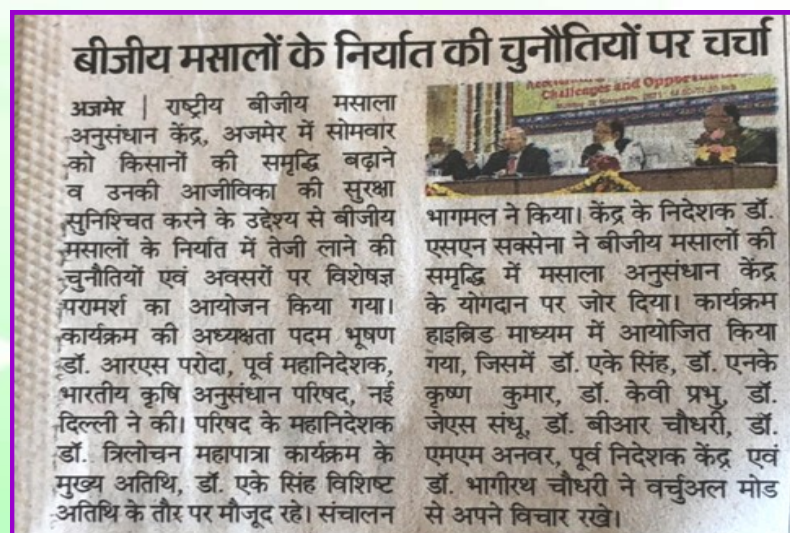 बीजीय मसालों के निर्यात की चुनौतियों पर चर्चा
अजमेर | राष्ट्रीय बीजीय मसाला
अनुसंधान केंद्र, अजमेर में सोमवार
को किसानों की समृद्धि बढ़ाने
व उनकी आजीविका की सुरक्षा
सुनिश्चित करने के उद्देश्य से बीजीय
मसालों के निर्यात में तेजी लाने की
चुनौतियों एवं अवसरों पर विशेषज्ञ
परामर्श का आयोजन किया गया।
कार्यक्रम की अध्यक्षता पदम भूषण
डॉ. आरएस परोदा, पूर्व महानिदेशक,
भारतीय कृषि अनुसंधान परिषद, नई
दिल्ली ने की। परिषद के महानिदेशक
डॉ. त्रिलोचन महापात्रा कार्यक्रम के
मुख्य अतिथि, डॉ. एके सिंह विशिष्ट
अतिथि के तौर पर मौजूद रहे। संचालन
Challenges and
भागमल ने किया। केंद्र के निदेशक डॉ.
एसएन सक्सेना ने बीजीय मसालों की
समृद्धि में मसाला अनुसंधान केंद्र
के योगदान पर जोर दिया। कार्यक्रम
हाइब्रिड माध्यम में आयोजित किया
गया, जिसमें डॉ. एके सिंह, डॉ. एनके
कृष्ण कुमार, डॉ. केवी प्रभु, डॉ.
जेएस संधू, डॉ. बीआर चौधरी, डॉ.
एमएम अनवर, पूर्व निदेशक केंद्र एवं
डॉ. भागीरथ चौधरी ने वर्चुअल मोड
से अपने विचार रखे।